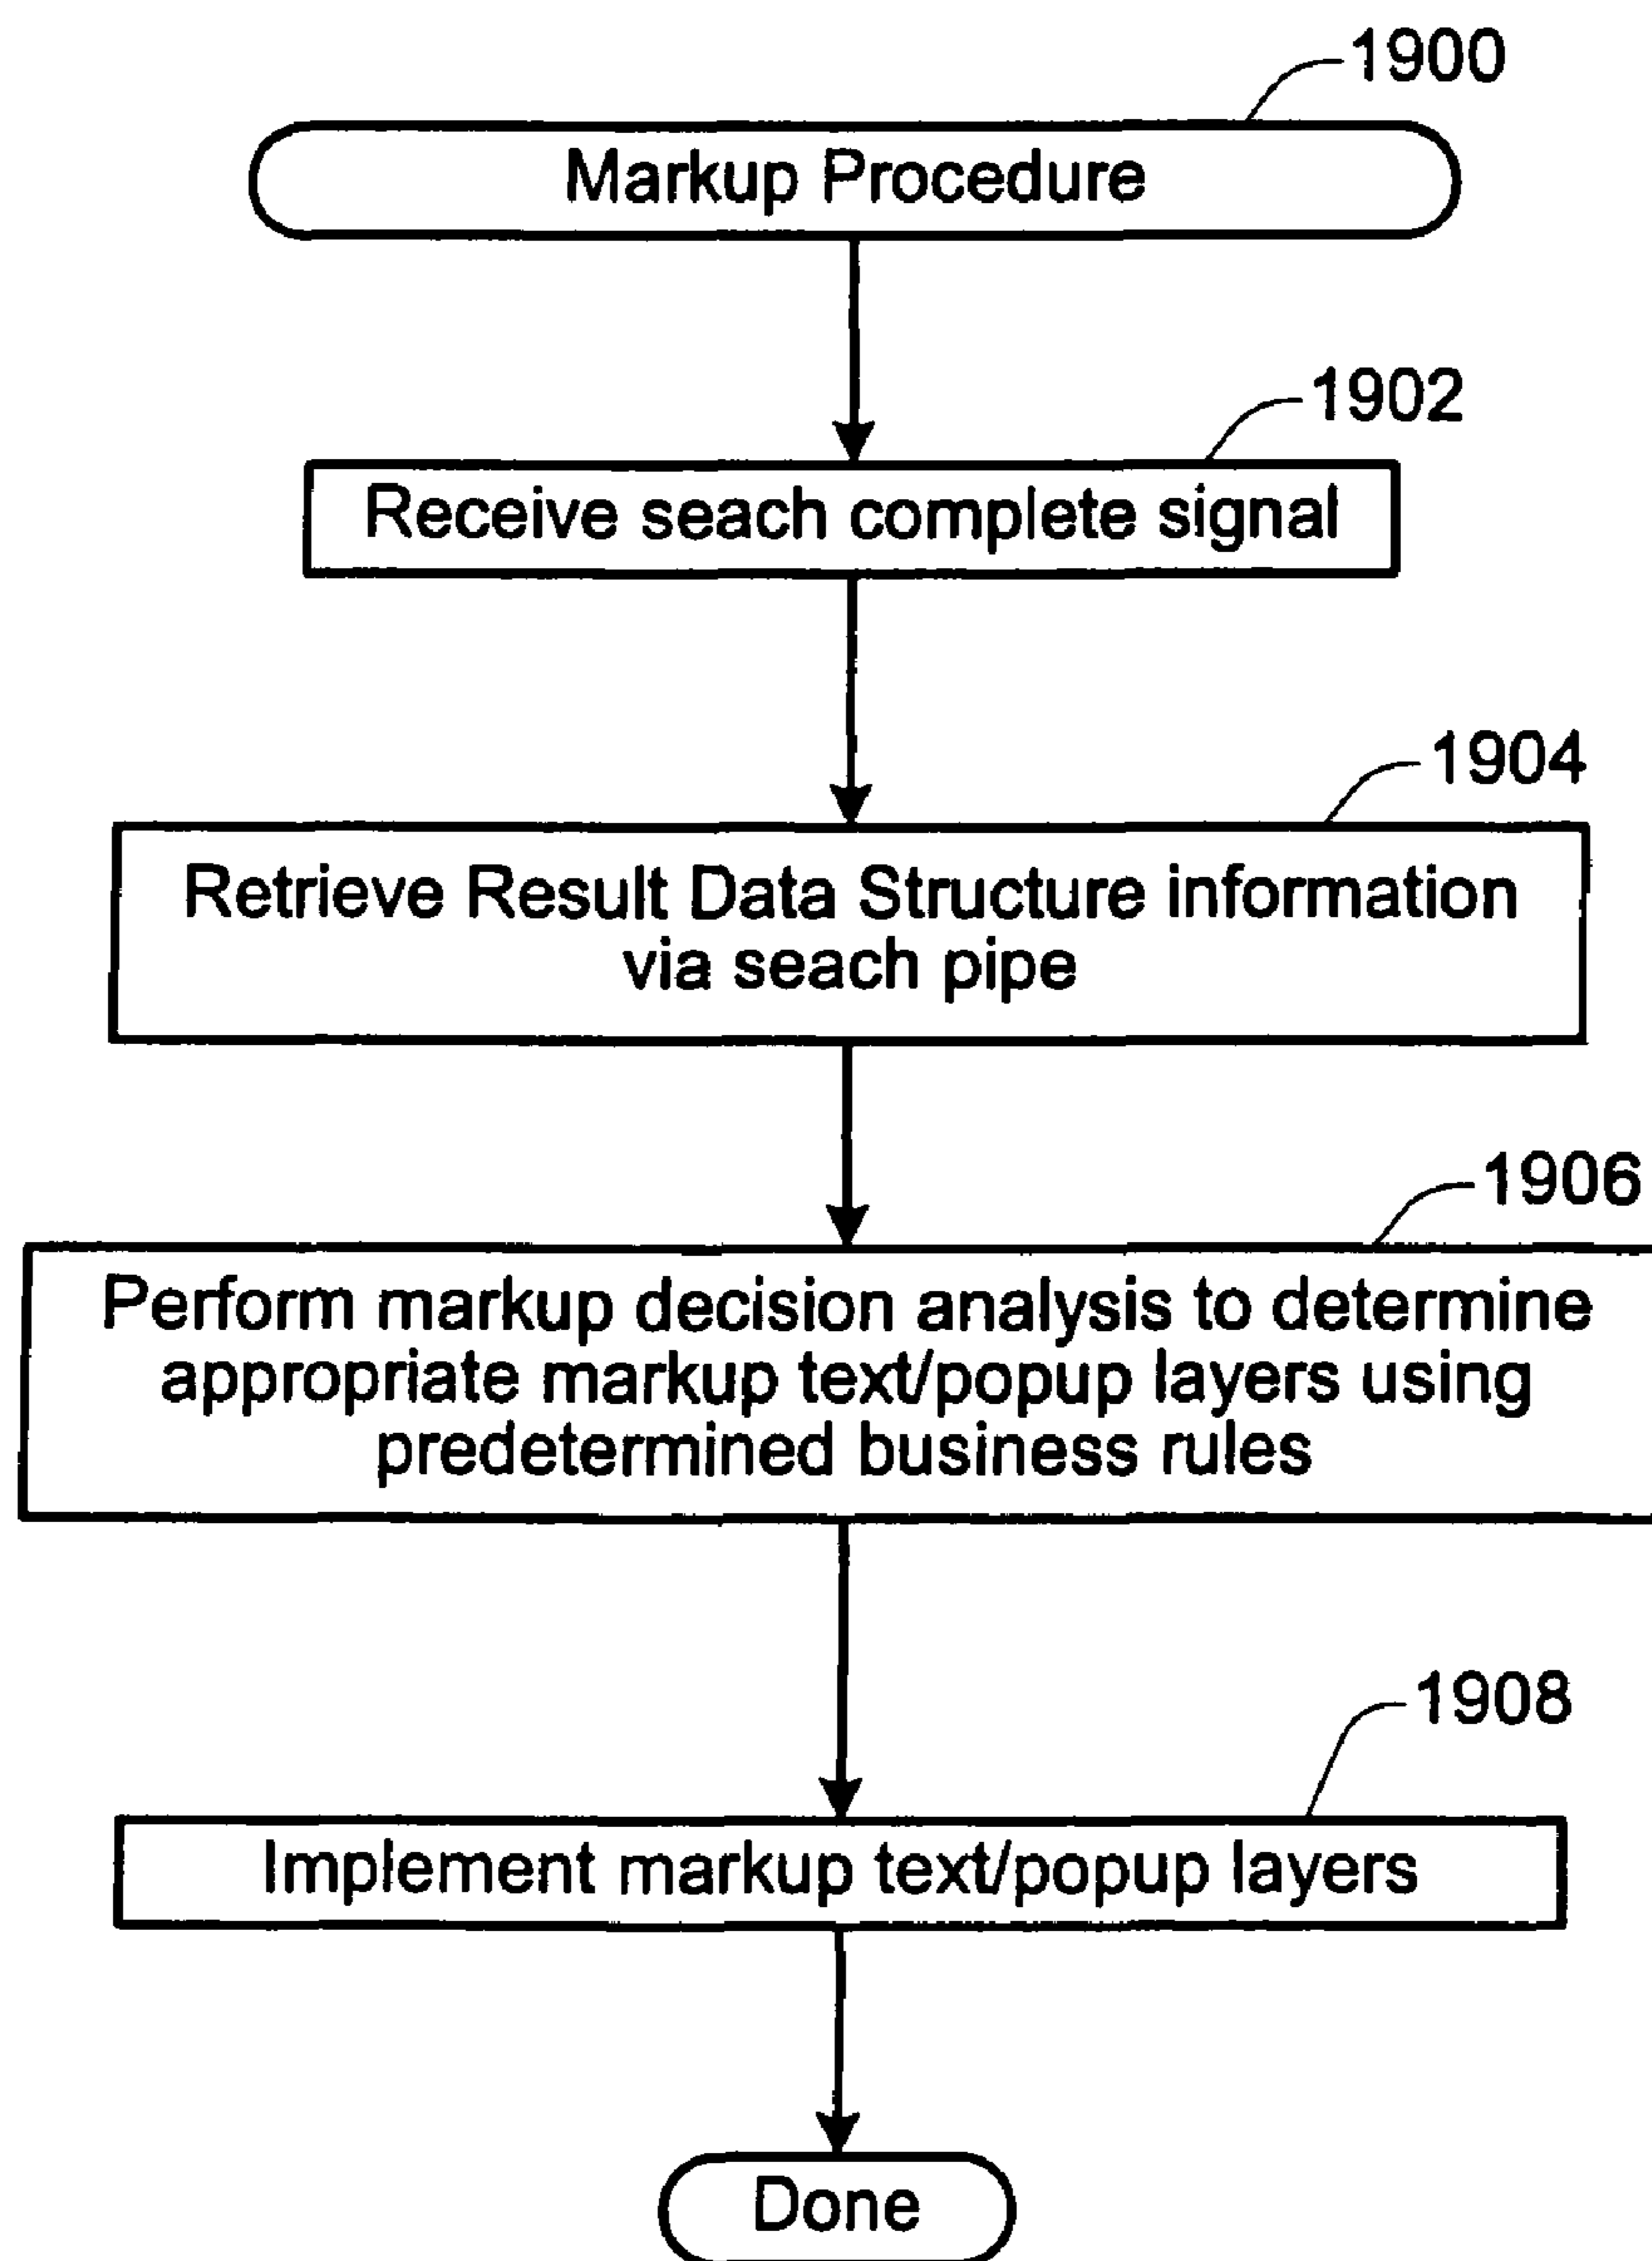 1900
Markup Procedure
1902
Receive seach complete signal
1904
Retrieve Result Data Structure information
via seach pipe
1906
Perform markup decision analysis to determine
appropriate markup text/popup layers using
predetermined business rules
1908
Implement markup text/popup layers
Done